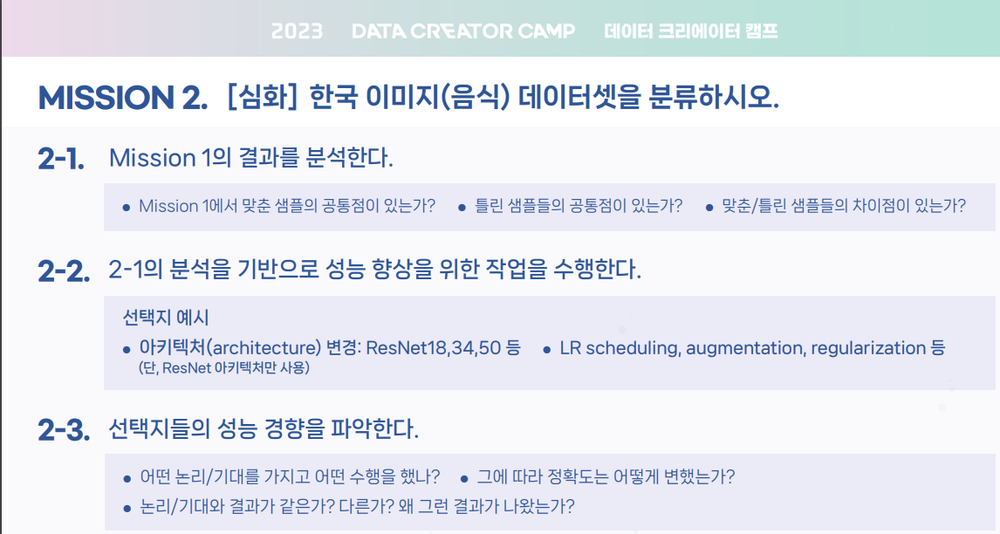 2023 DATA CREATOR CAMP 데이터 크리에이터 캠프
MISSION 2. [심화] 한국 이미지(음식) 데이터셋을 분류하시오.
2-1. Mission 1의 결과를 분석한다.
• Mission 1에서 맞춘 샘플의 공통점이 있는가? • 틀린 샘플들의 공통점이 있는가? • 맞춘/틀린 샘플들의 차이점이 있는가?
2-2. 2-1의 분석을 기반으로 성능 향상을 위한 작업을 수행한다.
선택지 예시
• 아키텍처(architecture) 변경: ResNet18,34,50 등 • LR scheduling, augmentation, regularization 등
(단, ResNet 아키텍처만 사용)
2-3. 선택지들의 성능 경향을 파악한다.
• 어떤 논리/기대를 가지고 어떤 수행을 했나? • 그에 따라 정확도는 어떻게 변했는가?
• 논리/기대와 결과가 같은가? 다른가? 왜 그런 결과가 나왔는가?